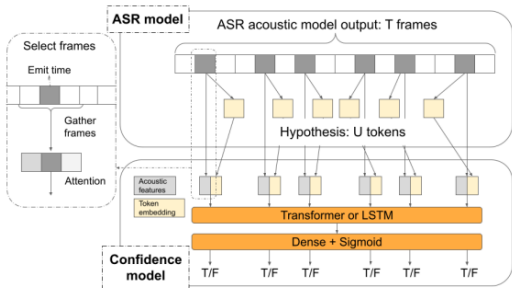 ASR model
Select frames
Emit time
Gather
frames
Attention
ASR acoustic model output: T frames
Hypothesis: U tokens
Acoustic
features
Token
embedding
Transformer or LSTM
Dense + Sigmoid
Confidence
model
T/F T/F T/F T/F T/F T/F